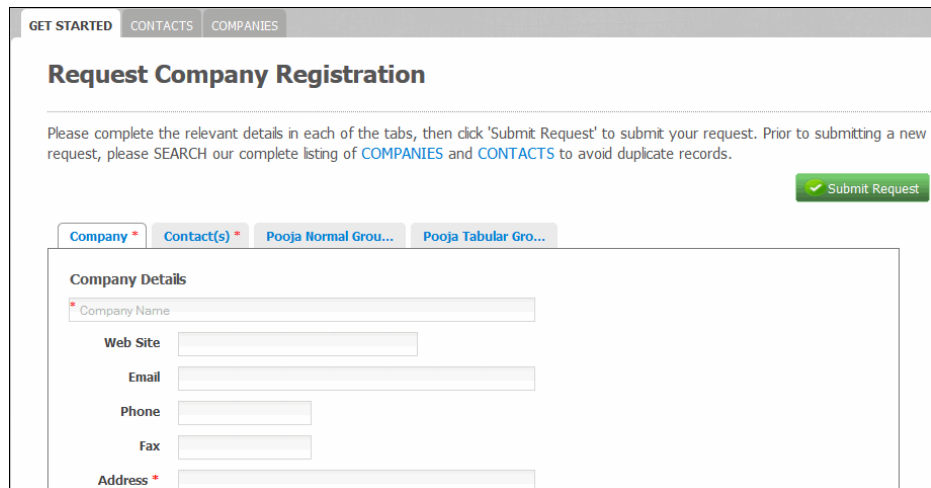 GET STARTED CONTACTS COMPANIES
Request Company Registration
Please complete the relevant details in each of the tabs, then click 'Submit Request' to submit your request. Prior to submitting a new
request, please SEARCH our complete listing of COMPANIES and CONTACTS to avoid duplicate records.
Submit Request
Company * Contact(s) * Pooja Normal Grou... Pooja Tabular Gro...
Company Details
* Company Name
Web Site
Email
Phone
Fax
Address *